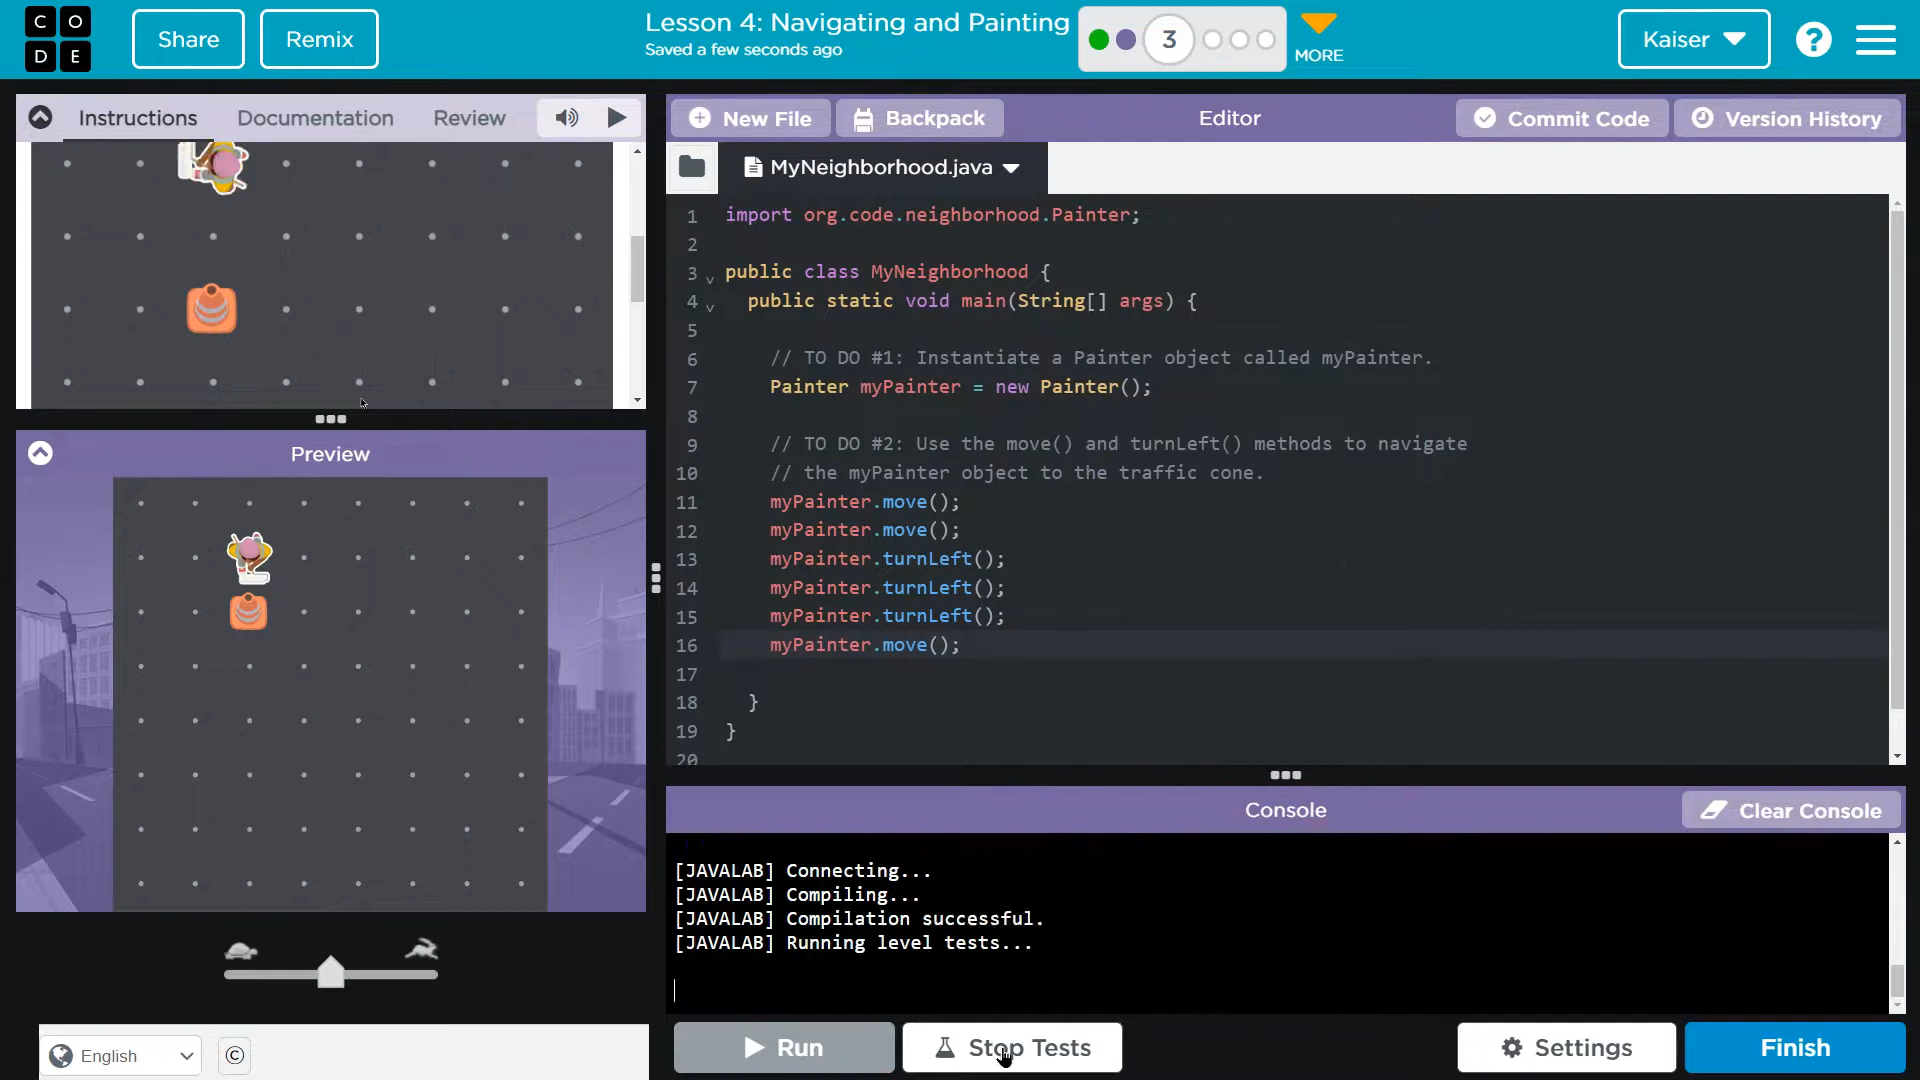 CO
DE
Share
Remix
Lesson 4: Navigating and Painting
Saved a few seconds ago
3
MORE
Kaiser
?
Instructions
Documentation
Review
New File
Backpack
Editor
Commit Code
Version History
MyNeighborhood.java
1 import org.code.neighborhood.Painter;
2
3 public class MyNeighborhood {
4 public static void main(String[] args) {
5
6 // TO DO #1: Instantiate a Painter object called myPainter.
7 Painter myPainter = new Painter();
8
9 // TO DO #2: Use the move() and turnLeft() methods to navigate
10 // the myPainter object to the traffic cone.
11 myPainter.move();
12 myPainter.move();
13 myPainter.turnLeft();
14 myPainter.turnLeft();
15 myPainter.turnLeft();
16 myPainter.move();
17
18 }
19 }
20
Preview
Console
Clear Console
[JAVALAB] Connecting...
[JAVALAB] Compiling...
[JAVALAB] Compilation successful.
[JAVALAB] Running level tests...
English
©
Run
Stop Tests
Settings
Finish